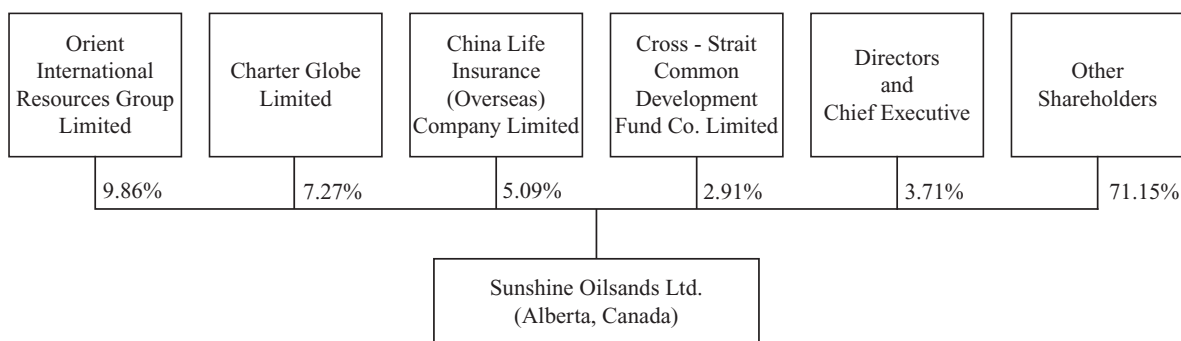 Orient
International
Resources Group
Limited
Charter Globe
Limited
China Life
Insurance
(Overseas)
Company Limited
Cross - Strait
Common
Development
Fund Co. Limited
Directors
and
Chief Executive
Other
Shareholders
9.86%
7.27%
5.09%
2.91%
3.71%
71.15%
Sunshine Oilsands Ltd.
(Alberta, Canada)